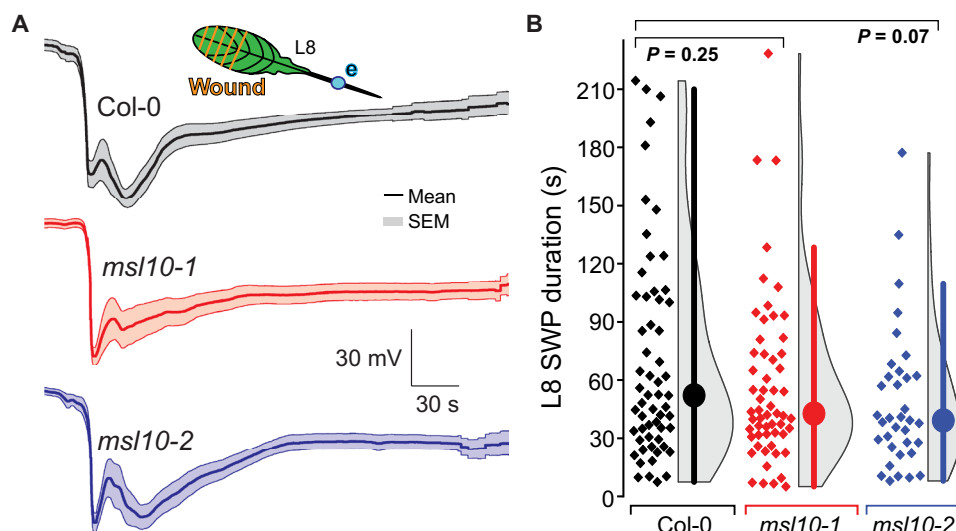 A
L8
e
Wound
Col-0
Mean
SEM
msl10-1
30 mV
30 s
msl10-2
B
P = 0.25
P = 0.07
L8 SWP duration (s)
210
180
150
120
90
60
30
0
Col-0
msl10-1
msl10-2